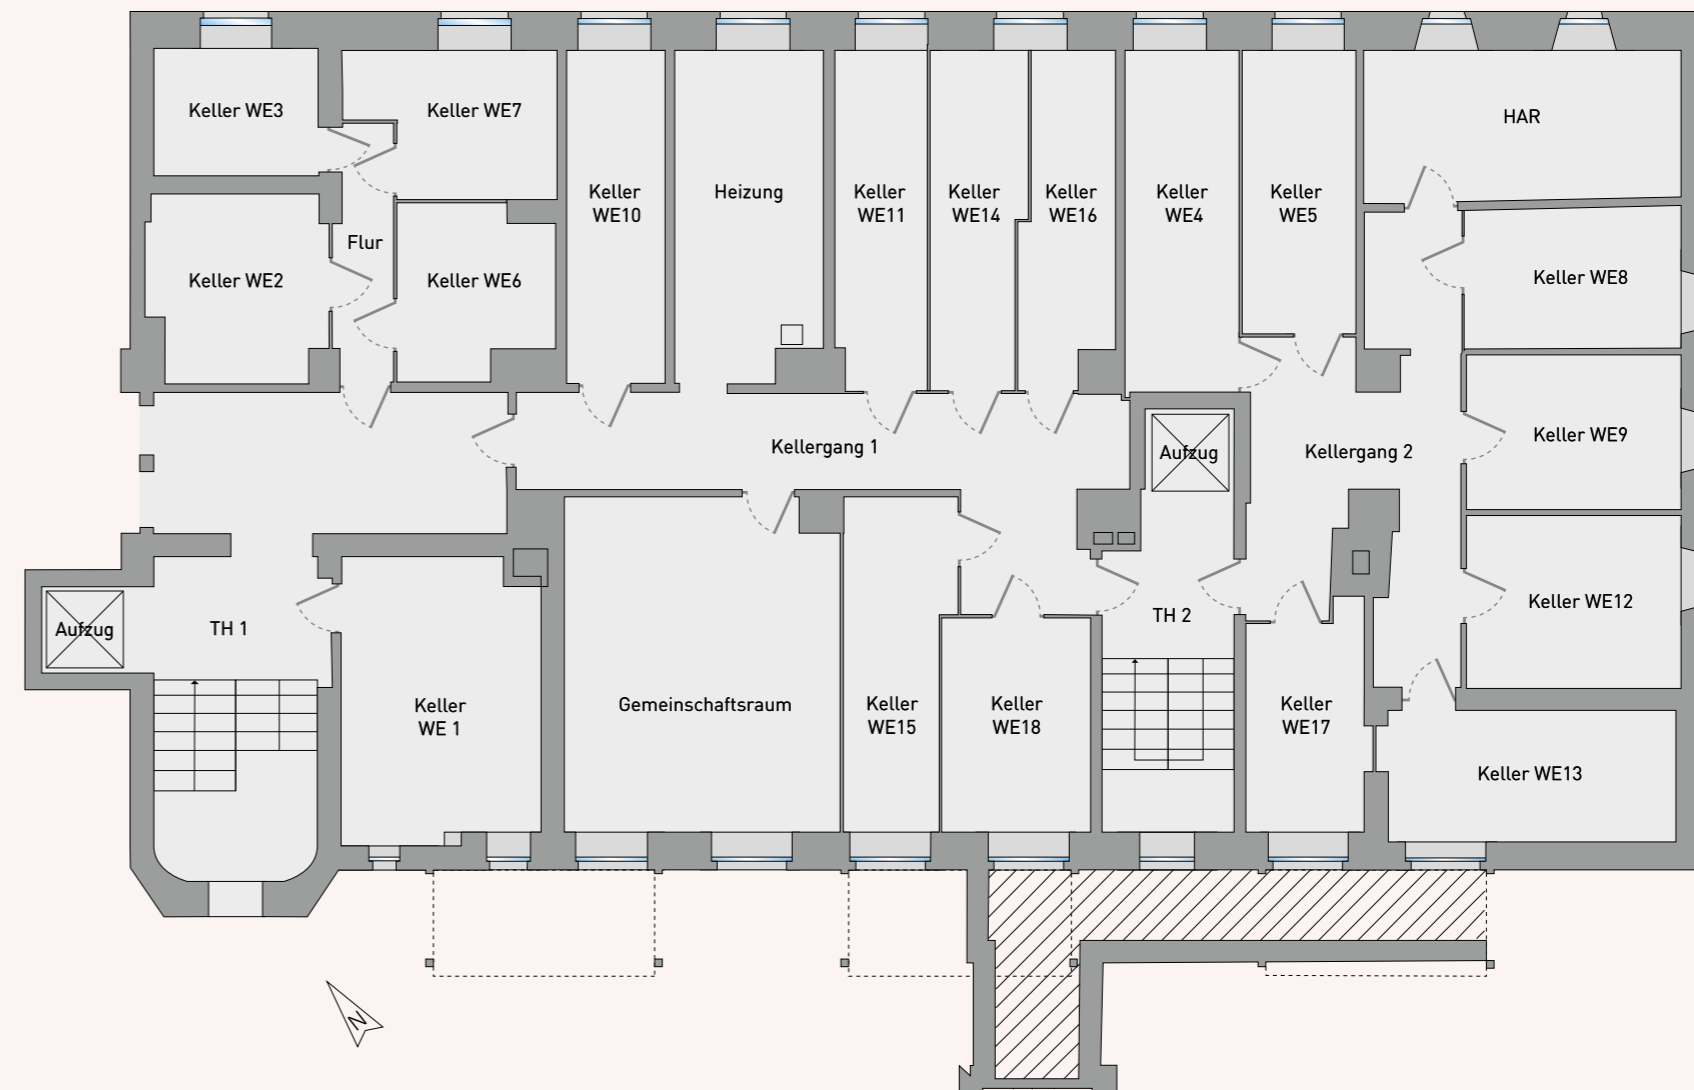 Keller WE3
Keller WE7
HAR
Keller
WE10
Heizung
Keller
WE11
Keller
WE14
Keller
WE16
Keller
WE4
Keller
WE5
Flur
Keller WE2
Keller WE6
Keller WE8
Kellergang 1
Aufzug
Kellergang 2
Keller WE9
Aufzug
TH 1
TH 2
Keller WE12
Keller
WE 1
Gemeinschaftsraum
Keller
WE15
Keller
WE18
Keller
WE17
Keller WE13
N